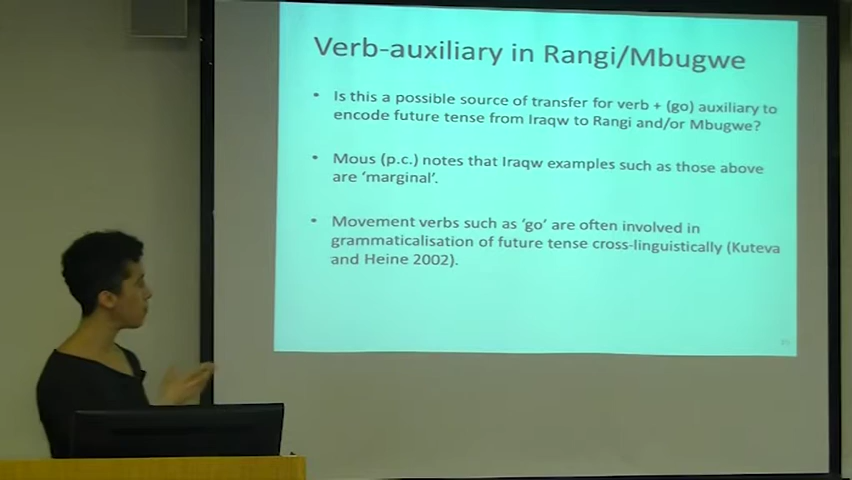 Verb-auxiliary in Rangi/Mbugwe
• Is this a possible source of transfer for verb + (go) auxiliary to
encode future tense from Iraqw to Rangi and/or Mbugwe?
• Mous (p.c.) notes that Iraqw examples such as those above
are ‘marginal’.
• Movement verbs such as ‘go’ are often involved in
grammaticalisation of future tense cross-linguistically (Kuteva
and Heine 2002).